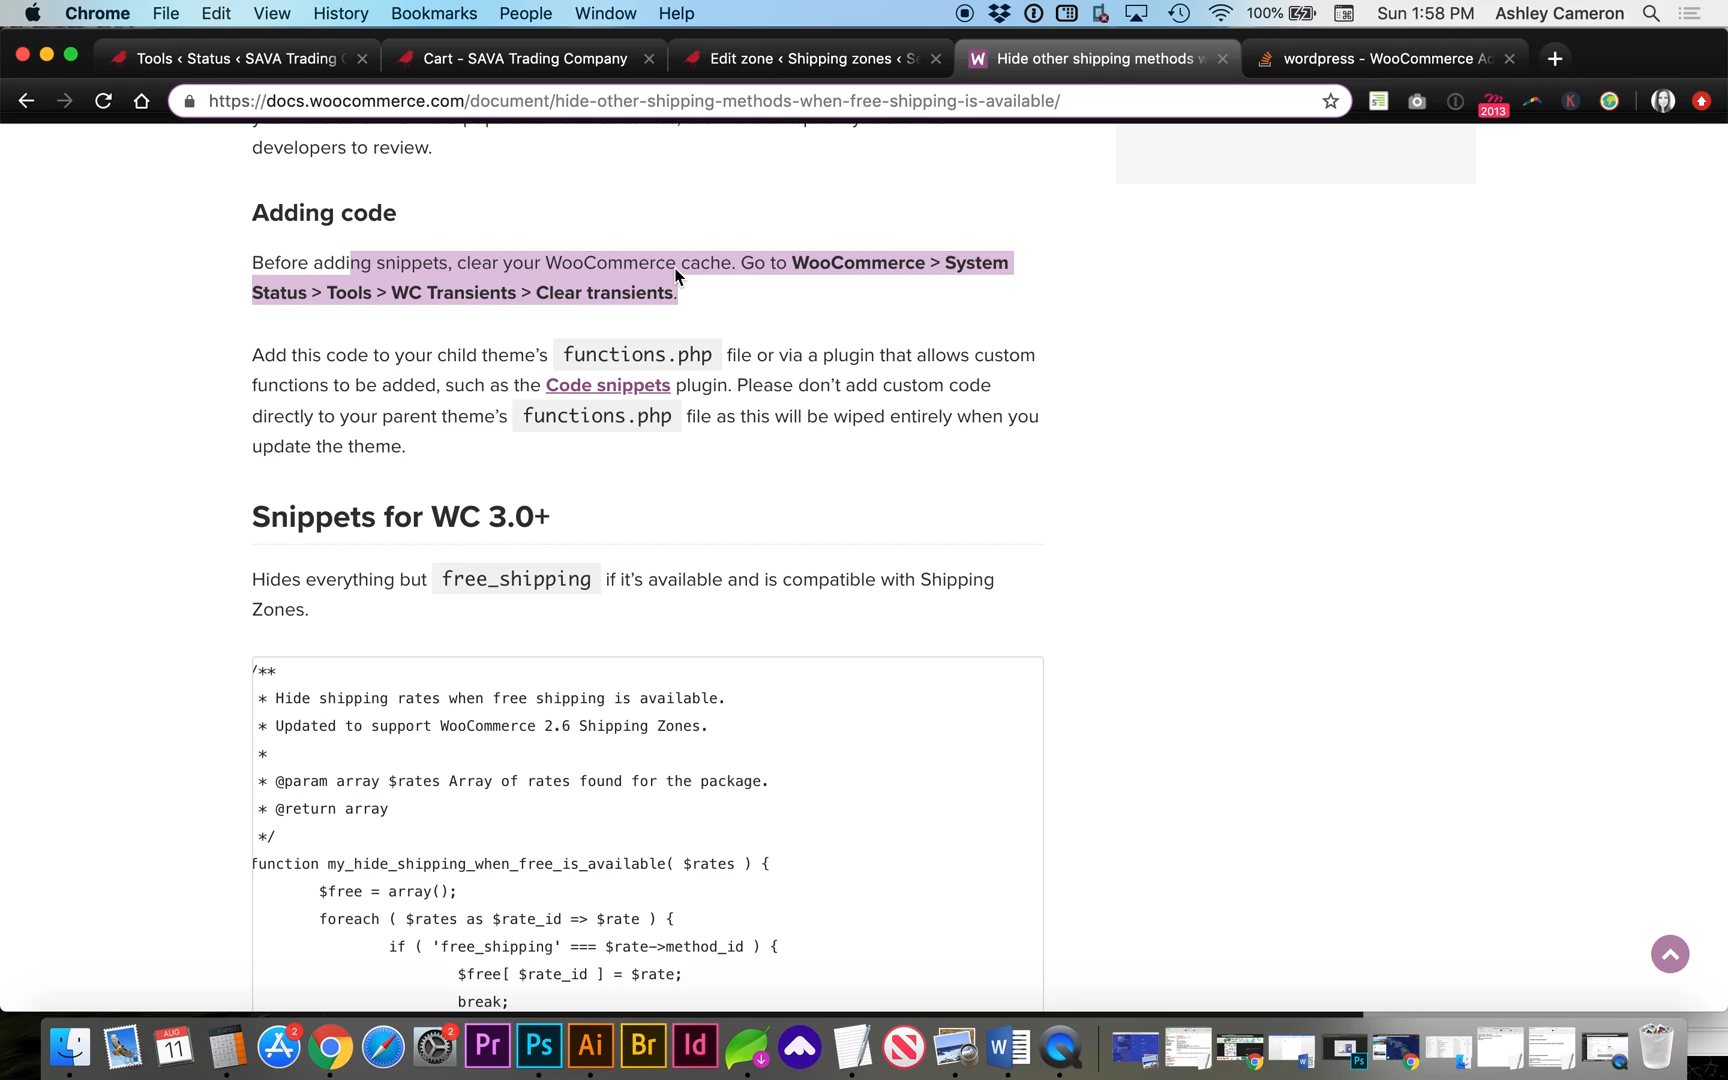 Chrome File Edit View History Bookmarks People Window Help 100% Sun 1:58 PM Ashley Cameron
Tools ‹ Status ‹ SAVA Trading Cart - SAVA Trading Company Edit zone ‹ Shipping zones ‹ Hide other shipping methods wordpress - WooCommerce
https://docs.woocommerce.com/document/hide-other-shipping-methods-when-free-shipping-is-available/
2013
developers to review.
Adding code
Before adding snippets, clear your WooCommerce cache. Go to WooCommerce > System
Status > Tools > WC Transients > Clear transients.
Add this code to your child theme’s functions.php file or via a plugin that allows custom
functions to be added, such as the Code snippets plugin. Please don’t add custom code
directly to your parent theme’s functions.php file as this will be wiped entirely when you
update the theme.
Snippets for WC 3.0+
Hides everything but free_shipping if it’s available and is compatible with Shipping
Zones.
/**
* Hide shipping rates when free shipping is available.
* Updated to support WooCommerce 2.6 Shipping Zones.
*
* @param array $rates Array of rates found for the package.
* @return array
*/
function my_hide_shipping_when_free_is_available( $rates ) {
$free = array();
foreach ( $rates as $rate_id => $rate ) {
if ( 'free_shipping' === $rate->method_id ) {
$free[ $rate_id ] = $rate;
break;
AUG
11 2 2 Pr Ps Ai Br Id W